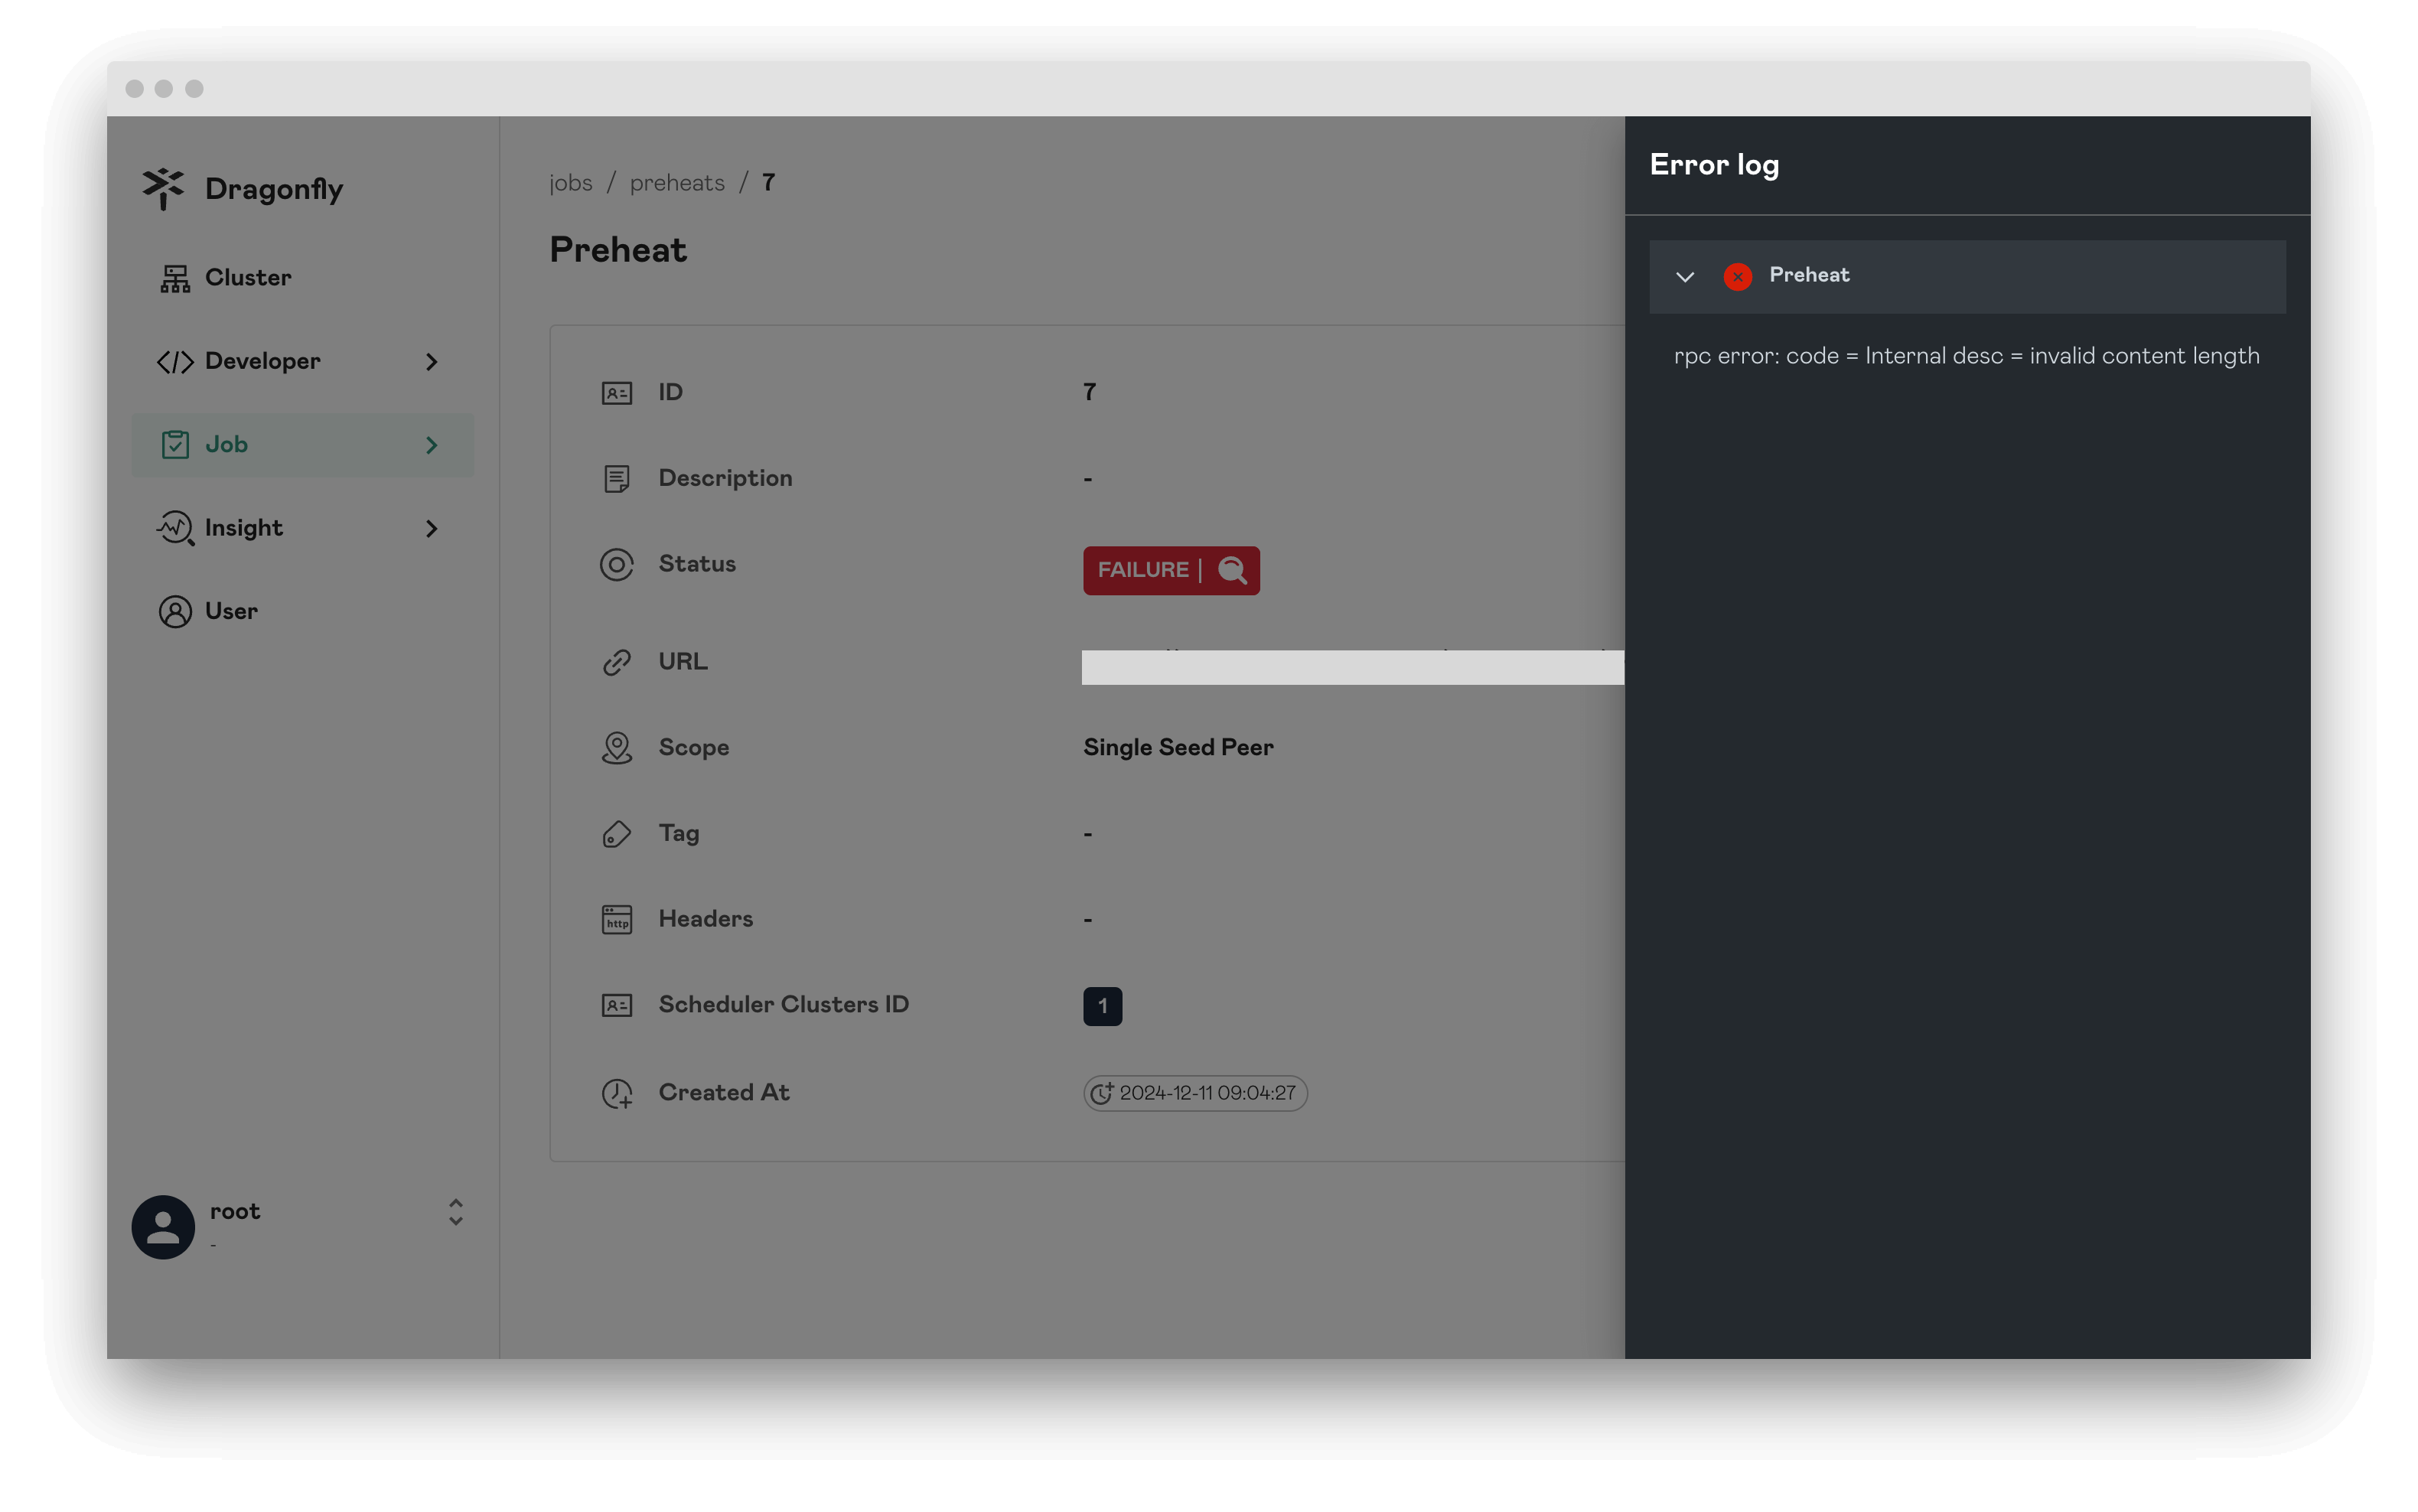 Dragonfly
Cluster
Developer
Job
Insight
User
root
-
jobs / preheats / 7
Preheat
ID 7
Description -
Status FAILURE |
URL
Scope Single Seed Peer
Tag -
http Headers -
Scheduler Clusters ID 1
Created At 2024-12-11 09:04:27
Error log
Preheat
rpc error: code = Internal desc = invalid content length